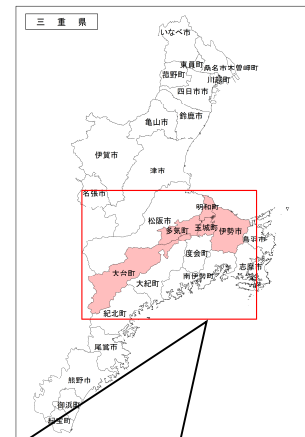 三重県
いなべ市
東員町
桑名市木曽岬町
菰野町
川越町
四日市市
鈴鹿市
亀山市
伊賀市
津市
名張市
明和町
松阪市
玉城町
伊勢市
多気町
鳥羽市
度会町
志摩市
大台町
南伊勢町
大紀町
紀北町
尾鷲市
熊野市
御浜町
紀宝町